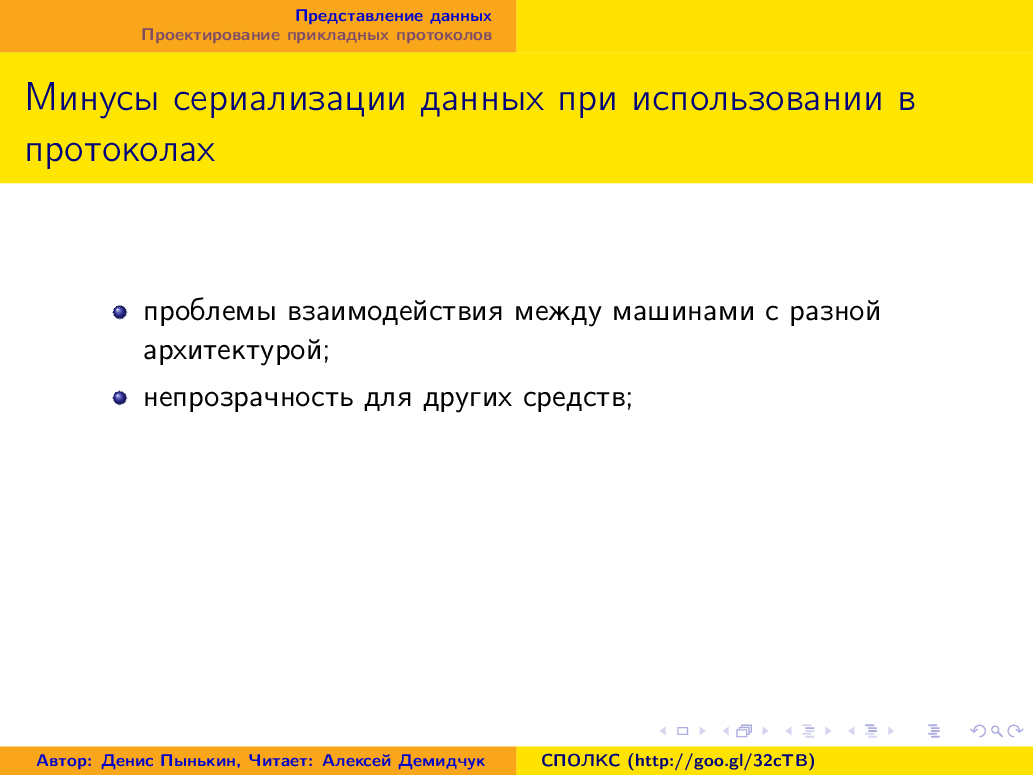 Представление данных
Проектирование прикладных протоколов
Минусы сериализации данных при использовании в
протоколах
проблемы взаимодействия между машинами с разной
архитектурой;
непрозрачность для других средств;
Автор: Денис Пынькин, Читает: Алексей Демидчук
СПОЛКС (http://goo.gl/32cTB)